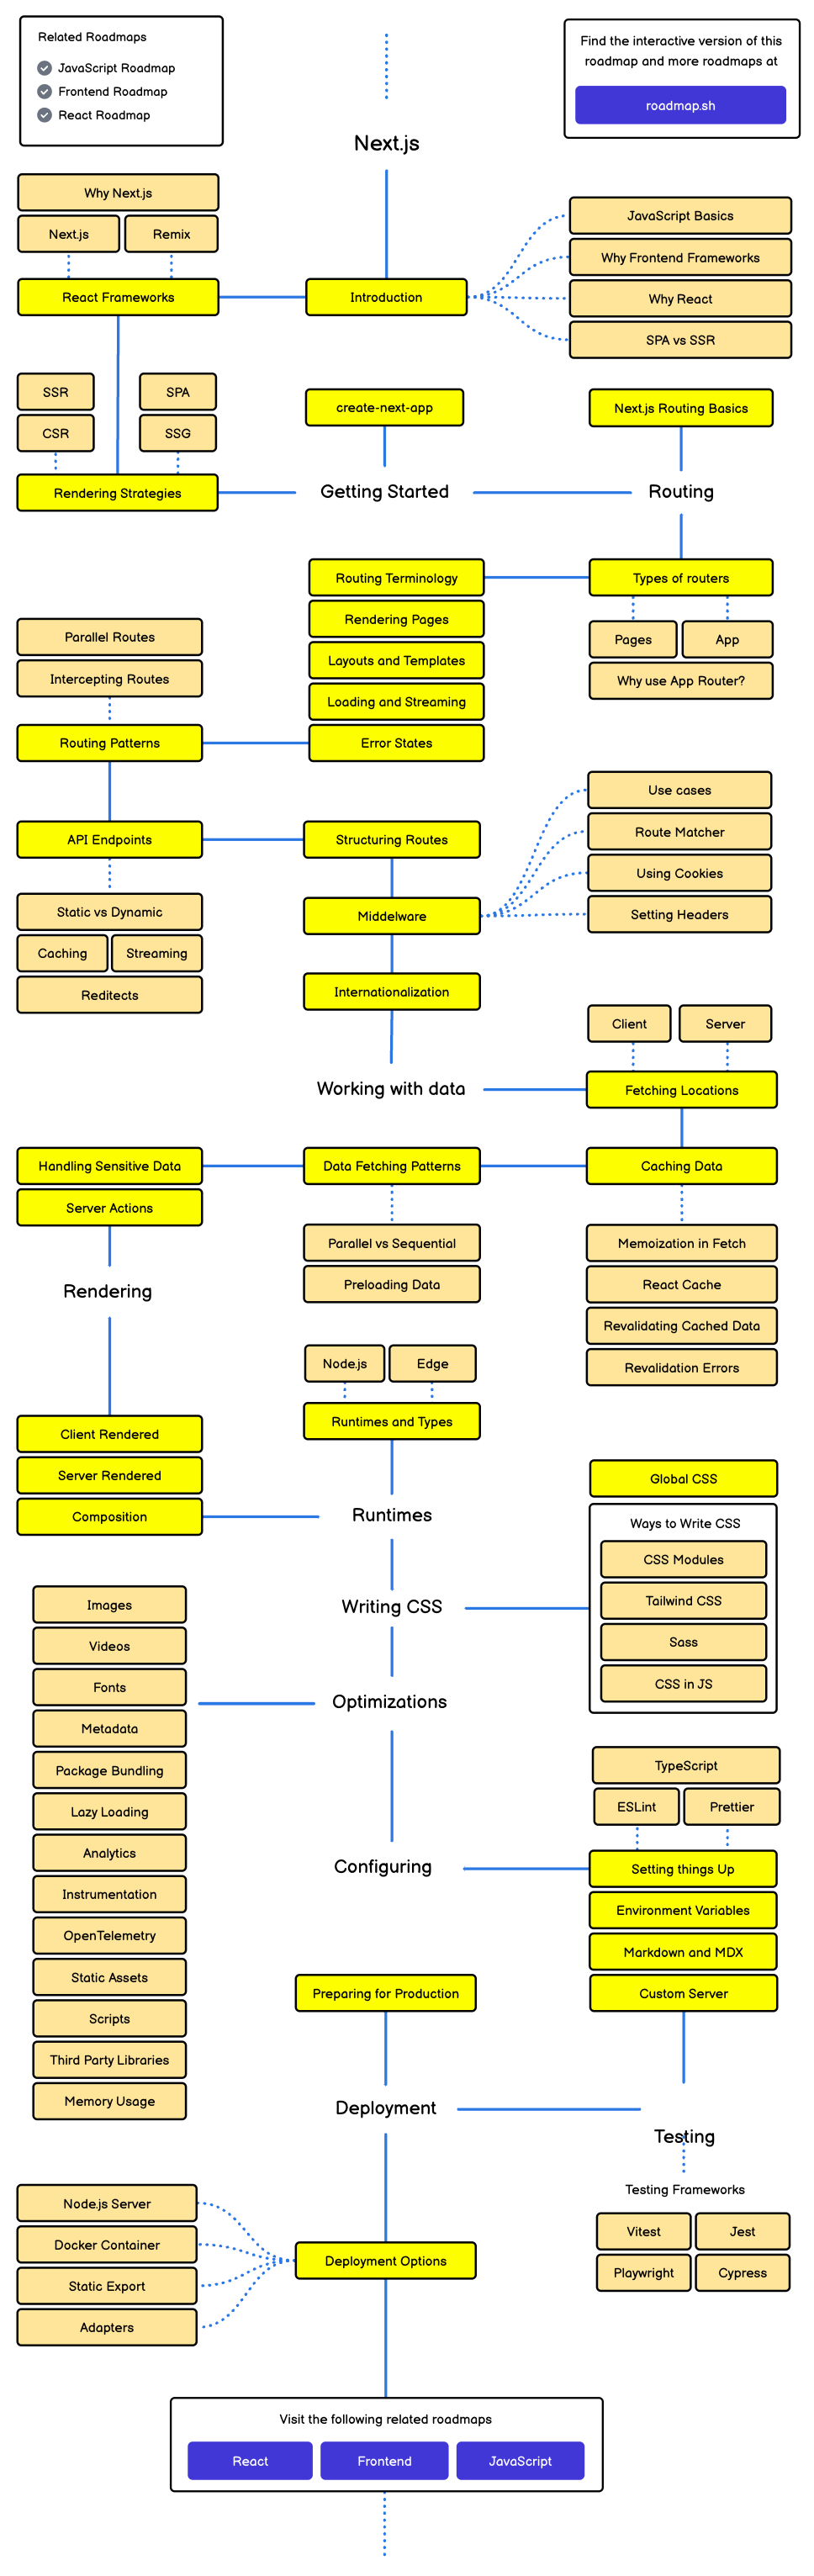 Related Roadmaps
JavaScript Roadmap
Frontend Roadmap
React Roadmap
Find the interactive version of this
roadmap and more roadmaps at
roadmap.sh
Next.js
Why Next.js
Next.js
Remix
React Frameworks
Introduction
JavaScript Basics
Why Frontend Frameworks
Why React
SPA vs SSR
SSR
SPA
CSR
SSG
Rendering Strategies
create-next-app
Getting Started
Next.js Routing Basics
Routing
Types of routers
Pages
App
Why use App Router?
Routing Terminology
Rendering Pages
Layouts and Templates
Loading and Streaming
Error States
Parallel Routes
Intercepting Routes
Routing Patterns
API Endpoints
Static vs Dynamic
Caching
Streaming
Reditects
Structuring Routes
Middelware
Internationalization
Use cases
Route Matcher
Using Cookies
Setting Headers
Working with data
Client
Server
Fetching Locations
Caching Data
Memoization in Fetch
React Cache
Revalidating Cached Data
Revalidation Errors
Data Fetching Patterns
Parallel vs Sequential
Preloading Data
Handling Sensitive Data
Server Actions
Rendering
Client Rendered
Server Rendered
Composition
Node.js
Edge
Runtimes and Types
Runtimes
Writing CSS
Global CSS
Ways to Write CSS
CSS Modules
Tailwind CSS
Sass
CSS in JS
Optimizations
Images
Videos
Fonts
Metadata
Package Bundling
Lazy Loading
Analytics
Instrumentation
OpenTelemetry
Static Assets
Scripts
Third Party Libraries
Memory Usage
Configuring
TypeScript
ESLint
Prettier
Setting things Up
Environment Variables
Markdown and MDX
Custom Server
Testing
Testing Frameworks
Vitest
Jest
Playwright
Cypress
Preparing for Production
Deployment
Deployment Options
Node.js Server
Docker Container
Static Export
Adapters
Visit the following related roadmaps
React
Frontend
JavaScript